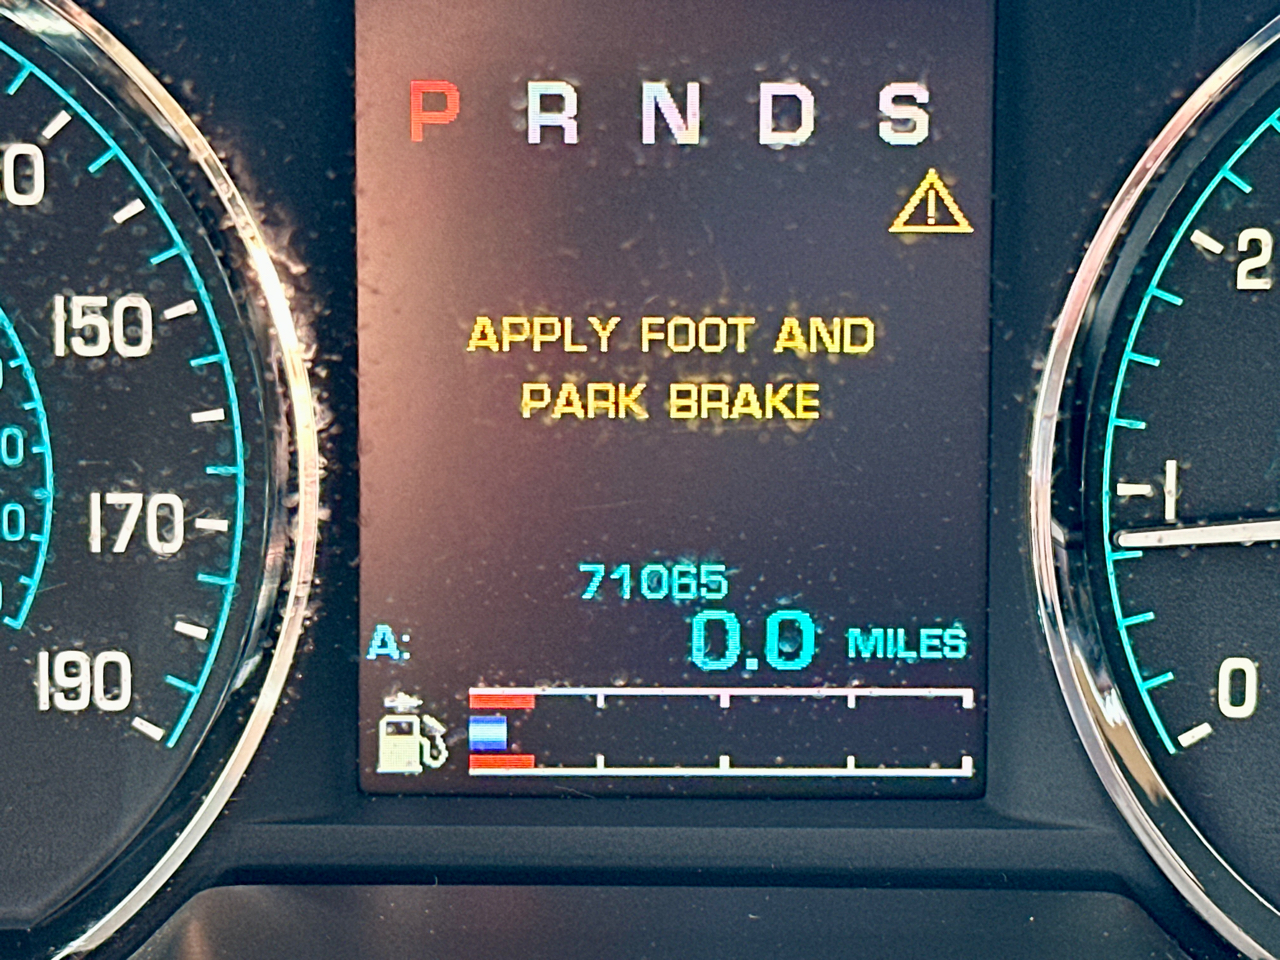 P R N D S
APPLY FOOT AND
PARK BRAKE
71065
A: 0.0 MILES
150
170
190
2
1
0